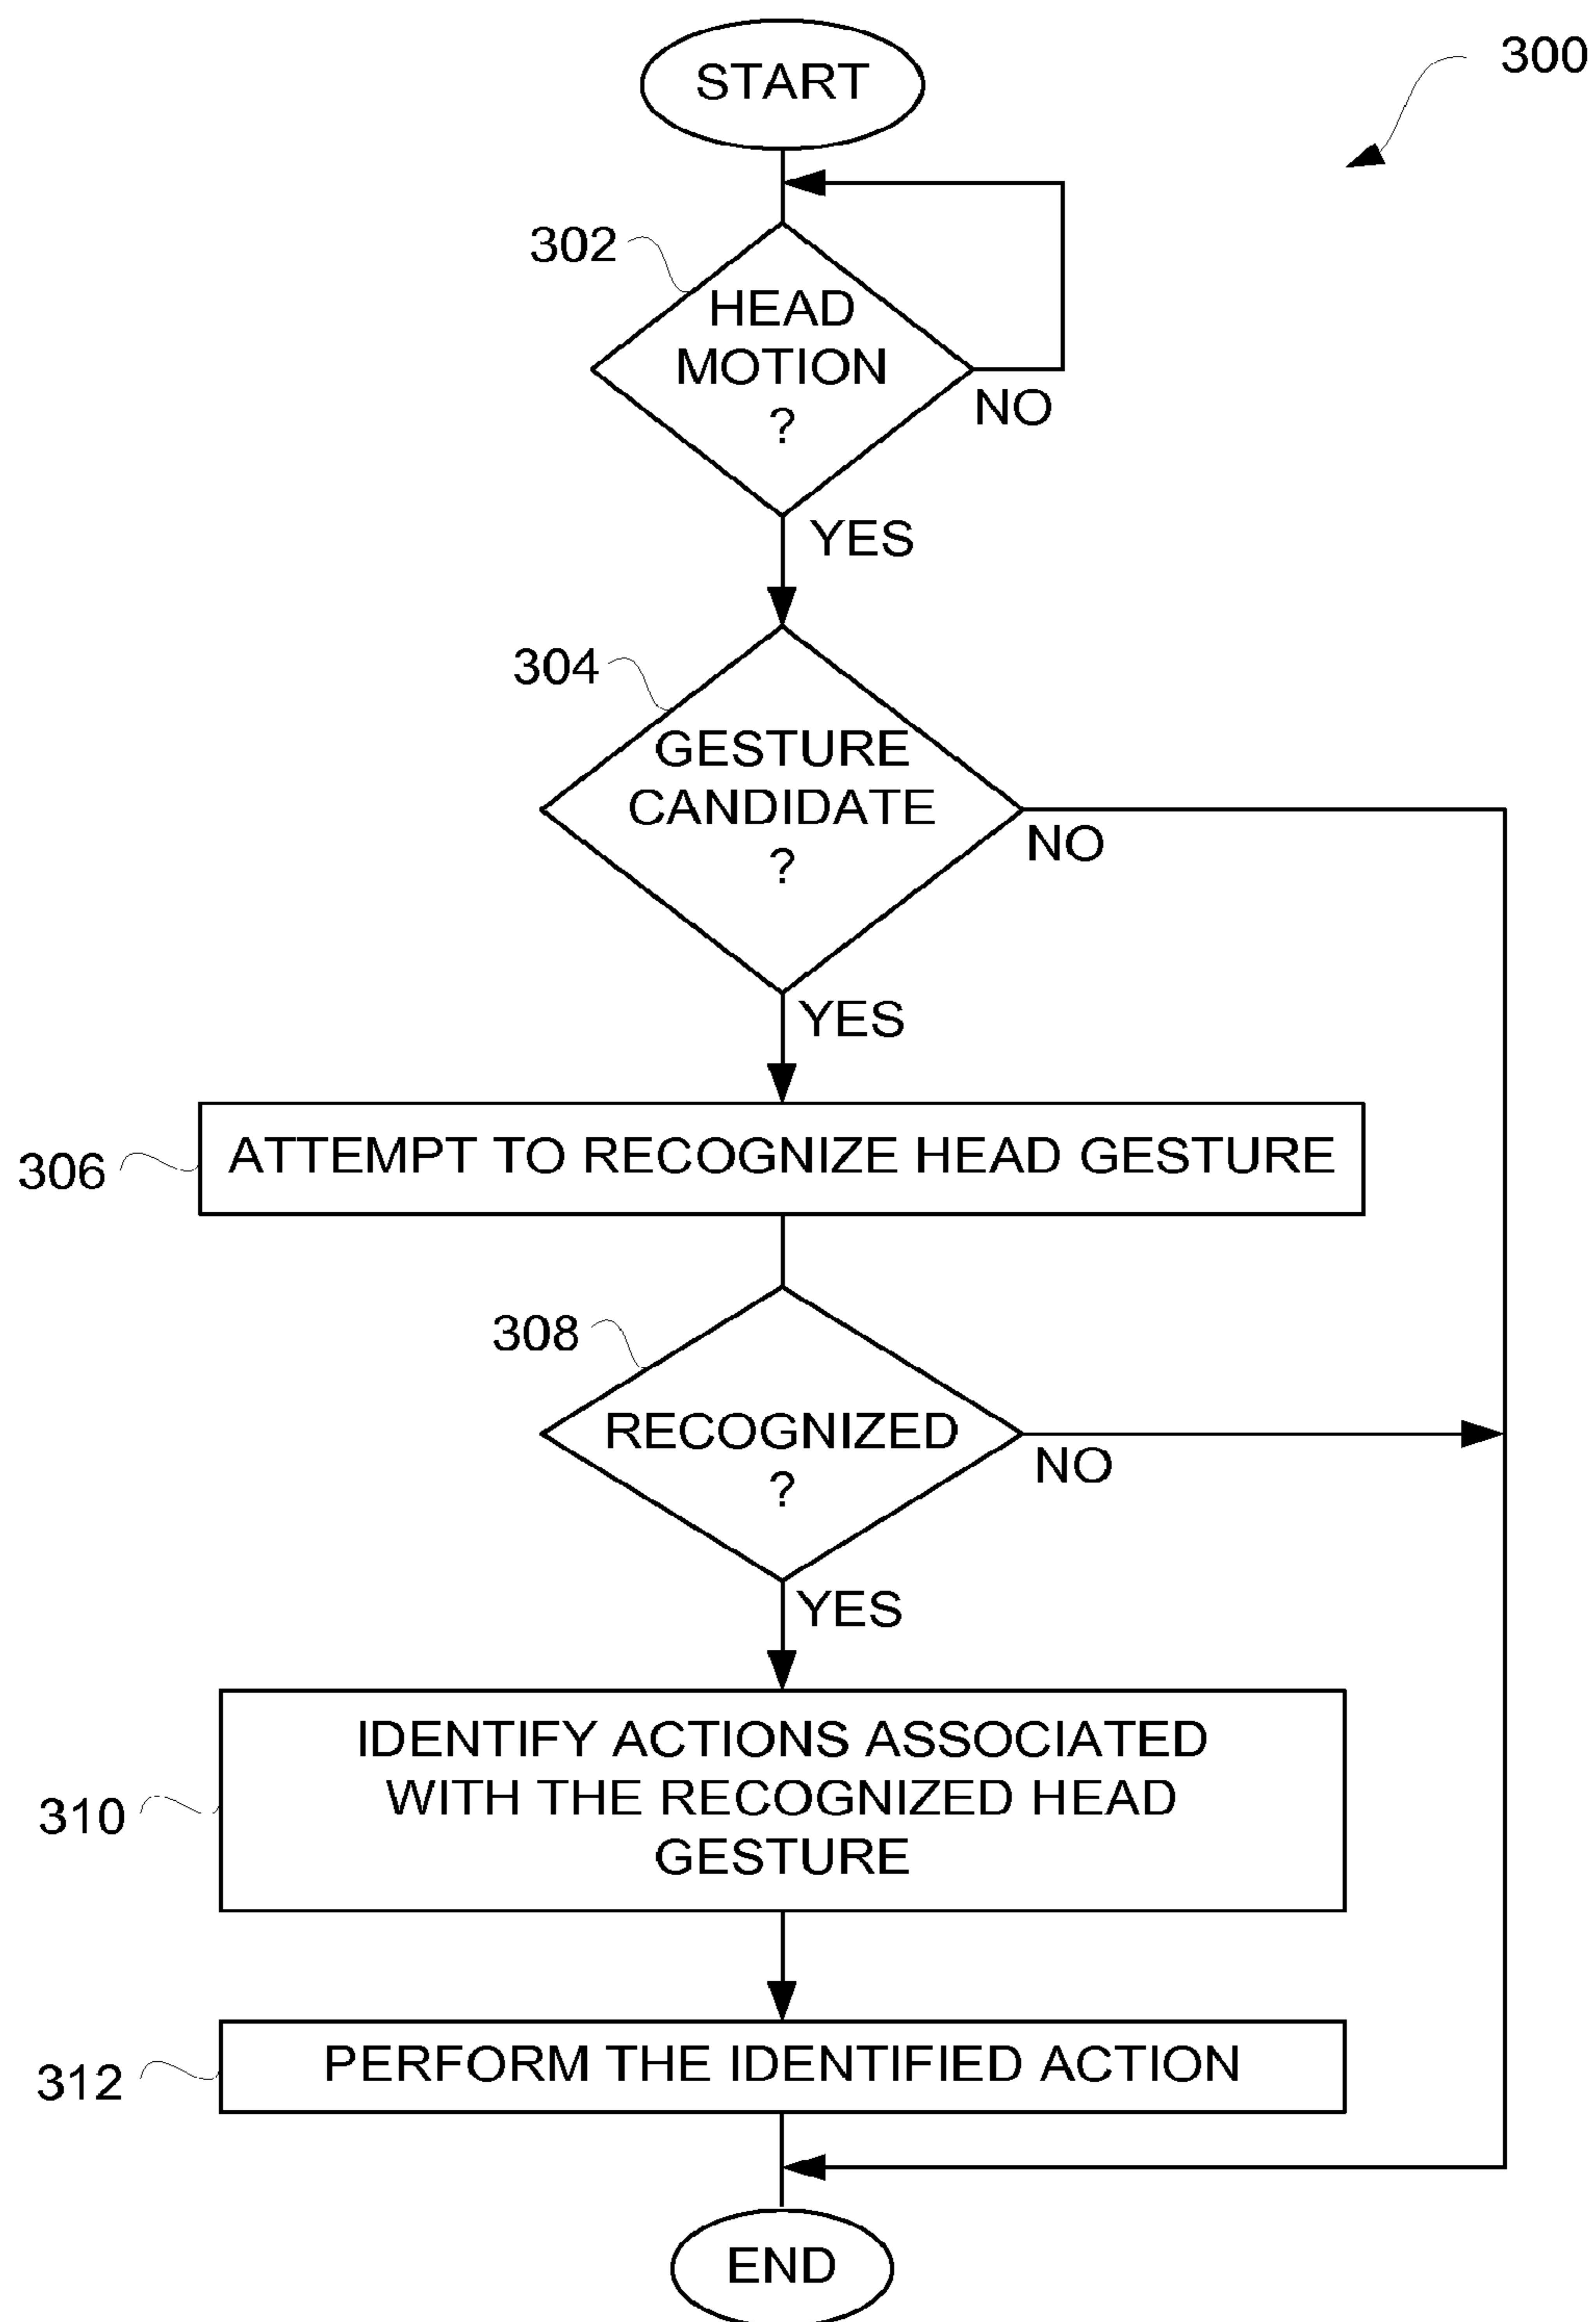 START
300
302
HEAD
MOTION
?
NO
YES
304
GESTURE
CANDIDATE
?
NO
YES
306
ATTEMPT TO RECOGNIZE HEAD GESTURE
308
RECOGNIZED
?
NO
YES
310
IDENTIFY ACTIONS ASSOCIATED
WITH THE RECOGNIZED HEAD
GESTURE
312
PERFORM THE IDENTIFIED ACTION
END